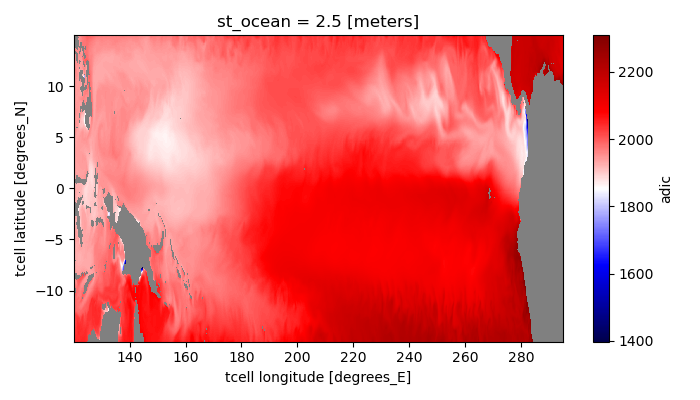 st_ocean = 2.5 [meters]
tcell latitude [degrees_N]
10
5
0
−5
−10
140 160 180 200 220 240 260 280
tcell longitude [degrees_E]
2200
2000
1800
1600
1400
adic